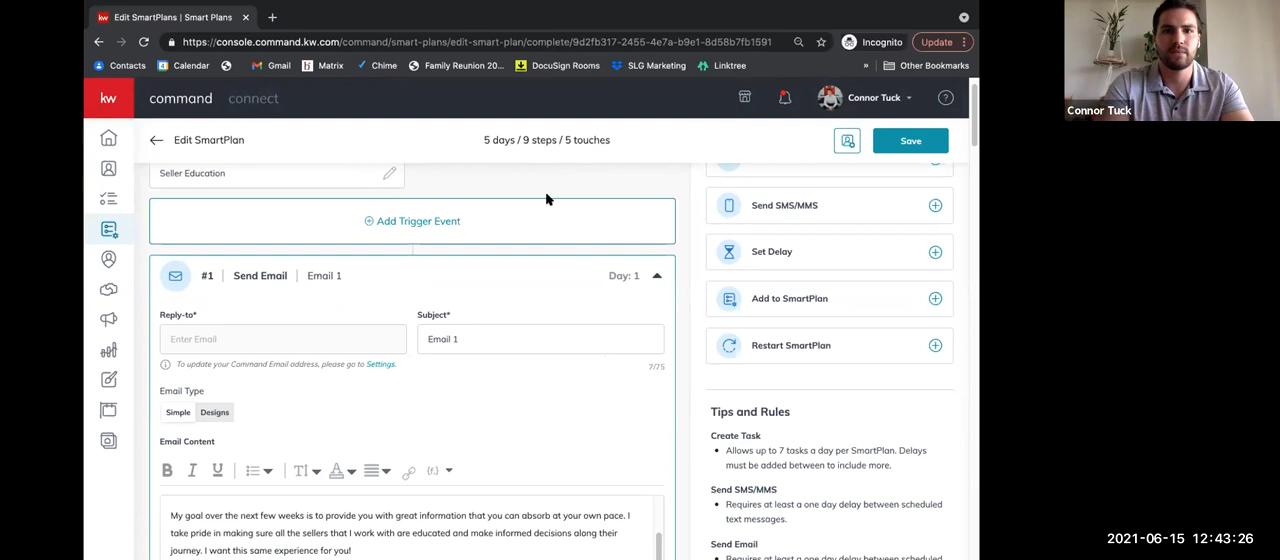 Edit SmartPlans | Smart Plans
https://console.command.kw.com/command/smart-plans/edit-smart-plan/complete/9d2fb317-2455-4e7a-b9e1-8d58b7fb1591
Incognito
Update
Contacts
Calendar
Gmail
Matrix
Chime
Family Reunion 20...
DocuSign Rooms
SLG Marketing
Linktree
»
Other Bookmarks
Connor Tuck
kw
command
connect
Connor Tuck
Edit SmartPlan
5 days / 9 steps / 5 touches
Save
Seller Education
Add Trigger Event
#1 | Send Email | Email 1
Day: 1
Reply-to*
Subject*
Enter Email
Email 1
To update your Command Email address, please go to Settings.
7/75
Email Type
Simple
Designs
Email Content
B I U
My goal over the next few weeks is to provide you with great information that you can absorb at your own pace. I
take pride in making sure all the sellers that I work with are educated and make informed decisions along their
journey. I want this same experience for you!
Send SMS/MMS
Set Delay
Add to SmartPlan
Restart SmartPlan
Tips and Rules
Create Task
• Allows up to 7 tasks a day per SmartPlan. Delays
must be added between to include more.
Send SMS/MMS
• Requires at least a one day delay between scheduled
text messages.
Send Email
• Requires at least a one day delay between scheduled
2021-06-15 12:43:26